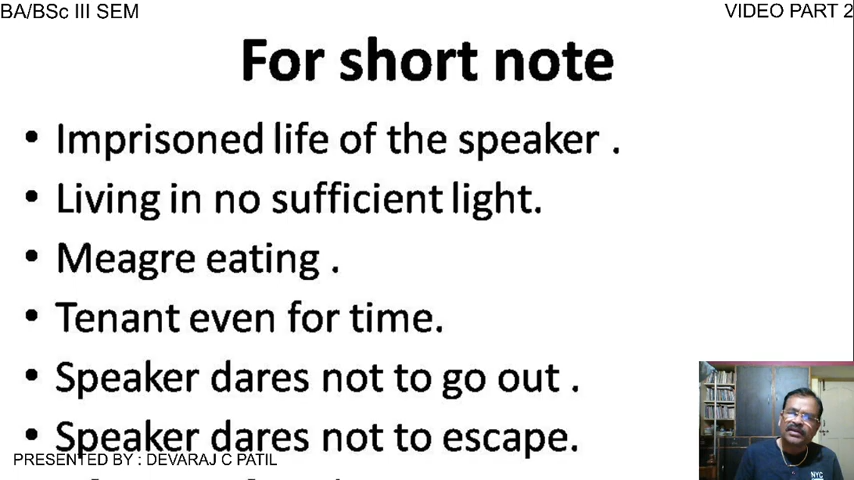 BA/BSc III SEM
VIDEO PART 2
For short note
• Imprisoned life of the speaker .
• Living in no sufficient light.
• Meagre eating .
• Tenant even for time.
• Speaker dares not to go out .
• Speaker dares not to escape.
PRESENTED BY : DEVARAJ C PATIL
NYC